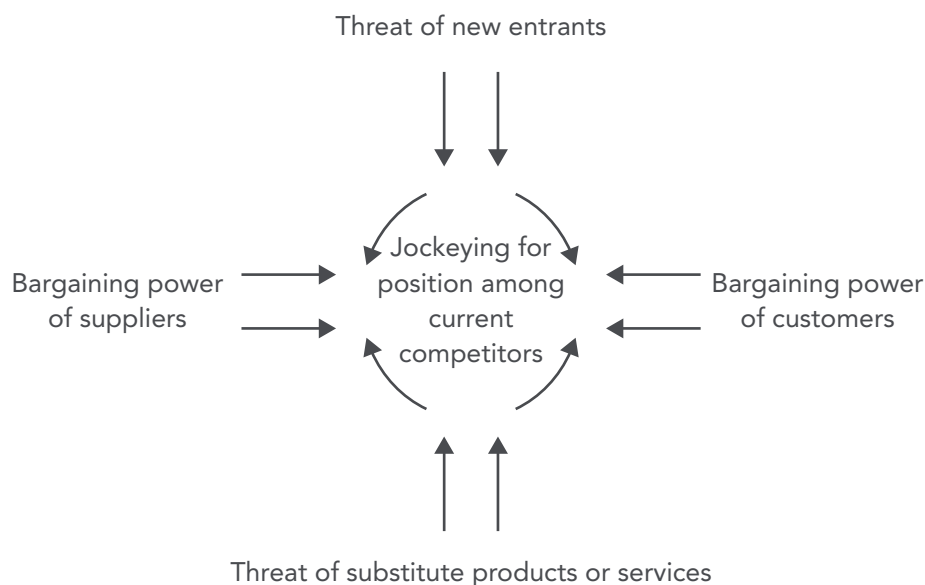 Threat of new entrants
Jockeying for
position among
current
competitors
Bargaining power
of suppliers
Bargaining power
of customers
Threat of substitute products or services